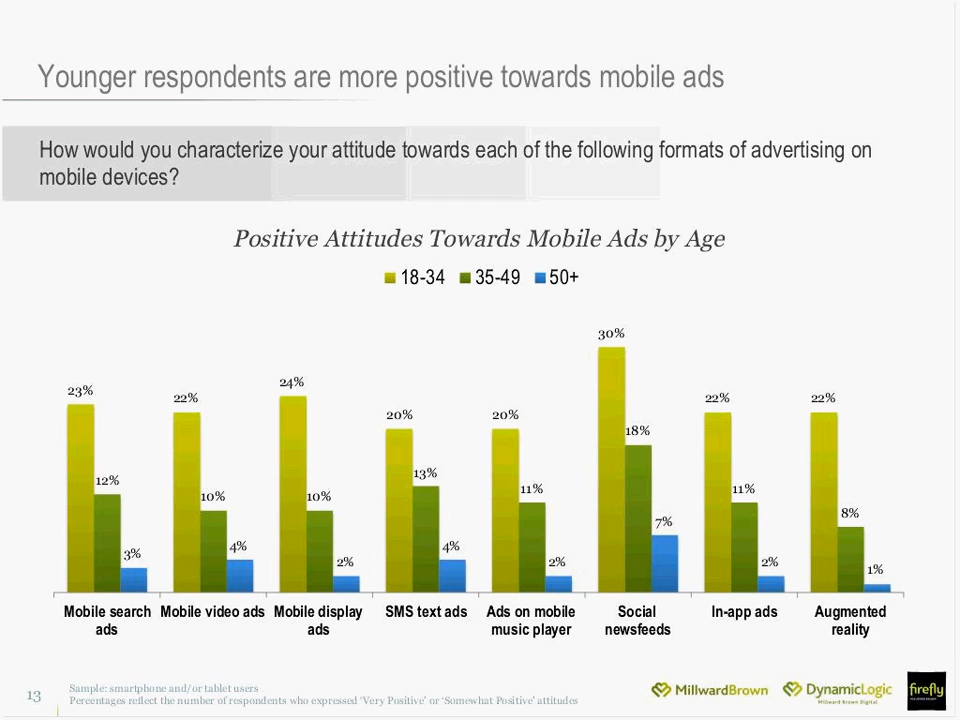 Younger respondents are more positive towards mobile ads
How would you characterize your attitude towards each of the following formats of advertising on
mobile devices?
Positive Attitudes Towards Mobile Ads by Age
18-34 35-49 50+
23% 12% 3%
22% 10% 4%
24% 10% 2%
20% 13% 4%
20% 11% 2%
30% 18% 7%
22% 11% 2%
22% 8% 1%
Mobile search
ads
Mobile video ads
Mobile display
ads
SMS text ads
Ads on mobile
music player
Social
newsfeeds
In-app ads
Augmented
reality
13
Sample: smartphone and/or tablet users
Percentages reflect the number of respondents who expressed ‘Very Positive’ or ‘Somewhat Positive’ attitudes
MillwardBrown
DynamicLogic
Millward Brown Digital
firefly